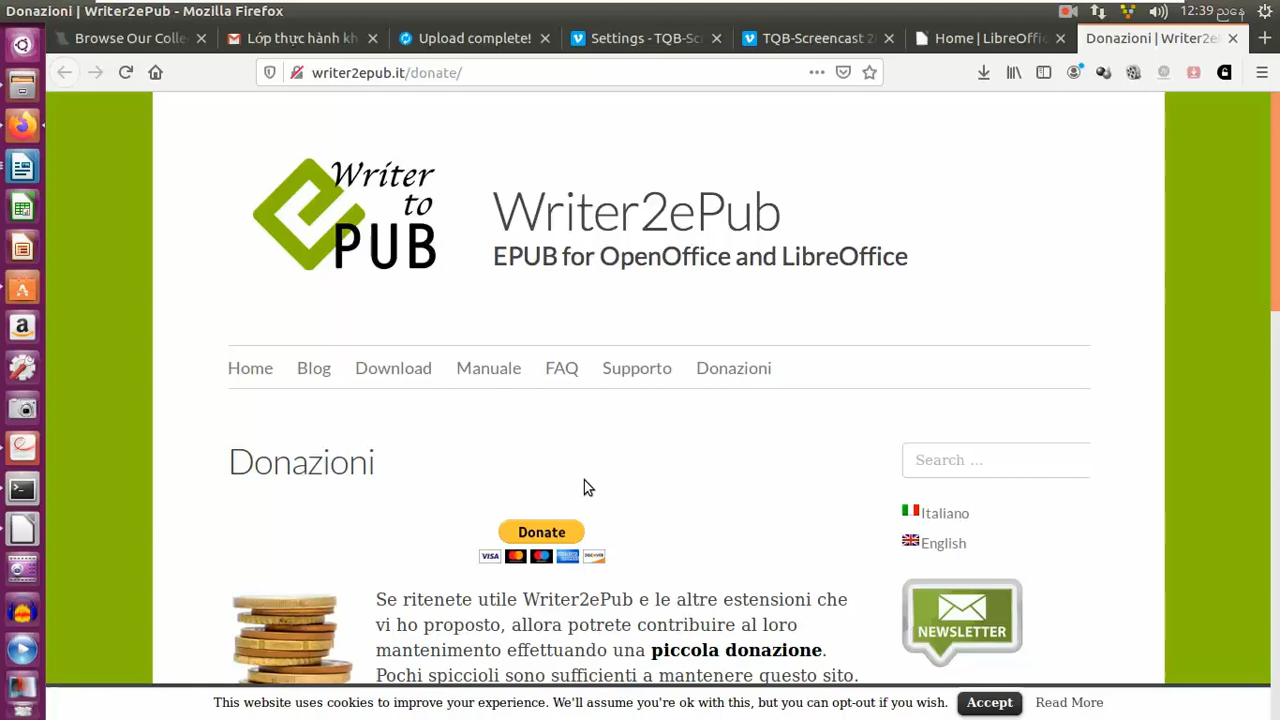 Donazioni | Writer2ePub - Mozilla Firefox
12:39 ညနေ
Browse Our Colle
Lớp thực hành kh
Upload complete!
Settings - TQB-Sc
TQB-Screencast 2
Home | LibreOffic
Donazioni | Writer2e
writer2epub.it/donate/
Writer
to
PUB
Writer2ePub
EPUB for OpenOffice and LibreOffice
Home Blog Download Manuale FAQ Supporto Donazioni
Donazioni
Search ...
Italiano
English
Donate
VISA
DISCOVER
Se ritenete utile Writer2ePub e le altre estensioni che
vi ho proposto, allora potrete contribuire al loro
mantenimento effettuando una piccola donazione.
Pochi spiccioli sono sufficienti a mantenere questo sito.
NEWSLETTER
This website uses cookies to improve your experience. We'll assume you're ok with this, but you can opt-out if you wish. Accept Read More